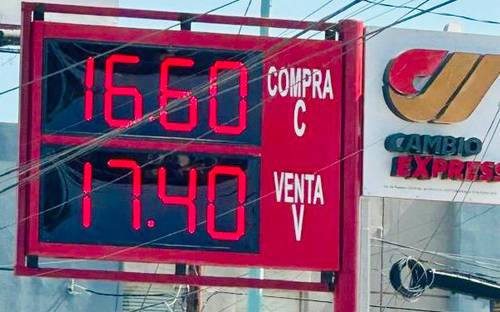 16.60 COMPRA C
17.40 VENTA V
CAMBIO
EXPRESS